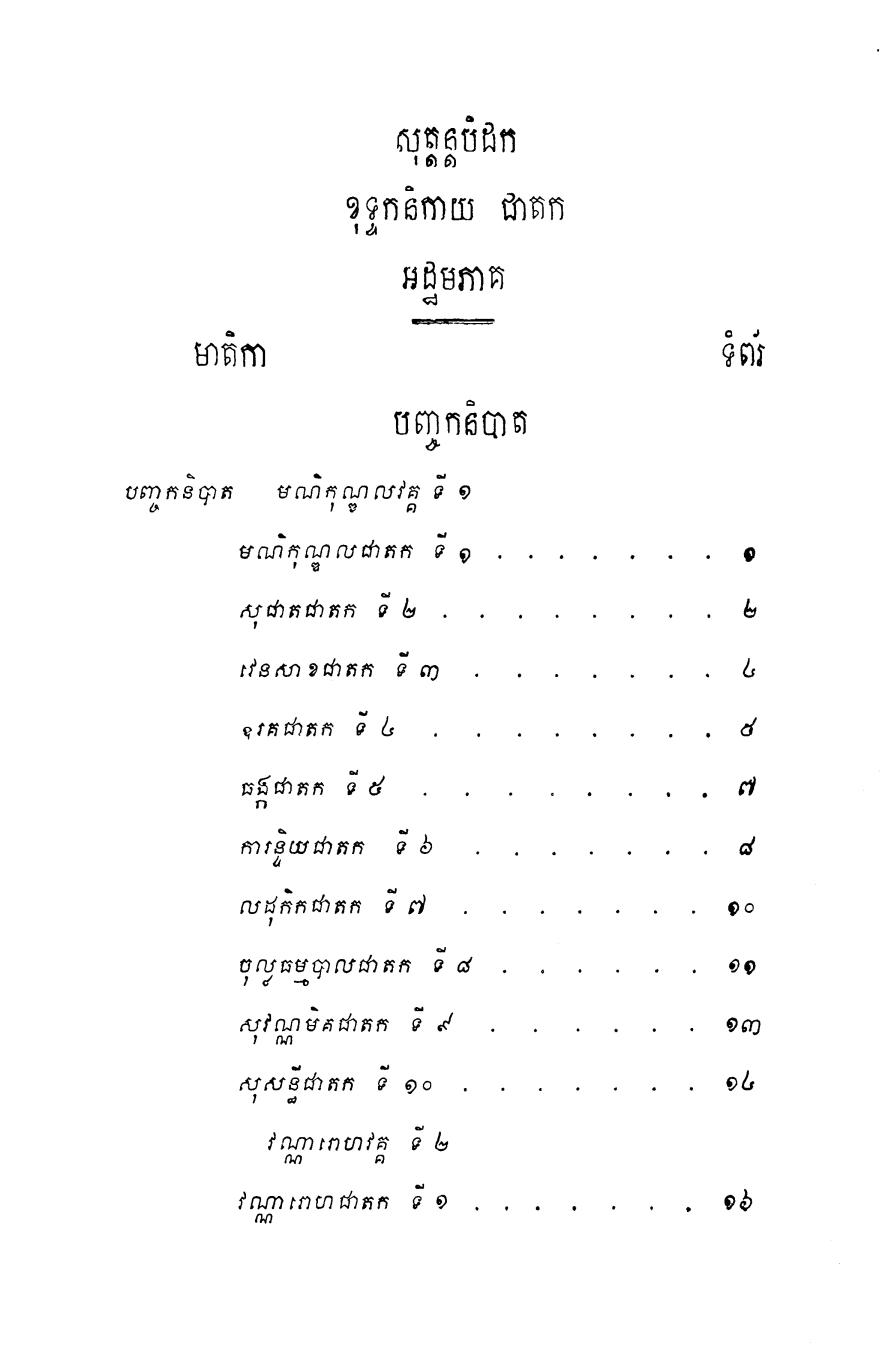 សុត្តន្តបិដក
ខុទ្ទកនិកាយ ជាតក
អដ្ឋមភាគ
មាតិកា ទំព័រ
បញ្ចកនិបាត
បញ្ចកនិបាត មណិកុណ្ឌលវគ្គ ទី ១
មណិកុណ្ឌលជាតក ទី ១ . . . . . . . ១
សុជាតជាតក ទី ២ . . . . . . . . ២
វេនសាខជាតក ទី ៣ . . . . . . . ៤
ឧរគជាតក ទី ៤ . . . . . . . . ៥
ធង្កជាតក ទី ៥ . . . . . . . . ៧
ការន្ទិយជាតក ទី ៦ . . . . . . . ៨
លដុកិកជាតក ទី ៧ . . . . . . . ១០
ចុល្លធម្មបាលជាតក ទី ៨ . . . . . . ១១
សុវណ្ណមិគជាតក ទី ៩ . . . . . . ១៣
សុសន្ធីជាតក ទី ១០ . . . . . . . ១៤
វណ្ណារោហវគ្គ ទី ២
វណ្ណារោហជាតក ទី ១ . . . . . . . ១៦